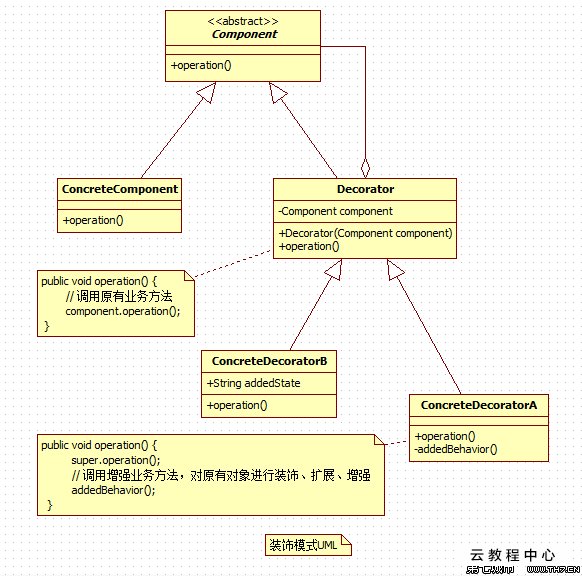 <<abstract>>
Component
+operation()
ConcreteComponent
+operation()
Decorator
-Component component
+Decorator(Component component)
+operation()
public void operation() {
// 调用原有业务方法
component.operation();
}
ConcreteDecoratorB
+String addedState
+operation()
ConcreteDecoratorA
+operation()
-addedBehavior()
public void operation() {
super.operation();
// 调用增强业务方法，对原有对象进行装饰、扩展、增强
addedBehavior();
}
装饰模式UML
云教程中心
WWW.TH7.CN